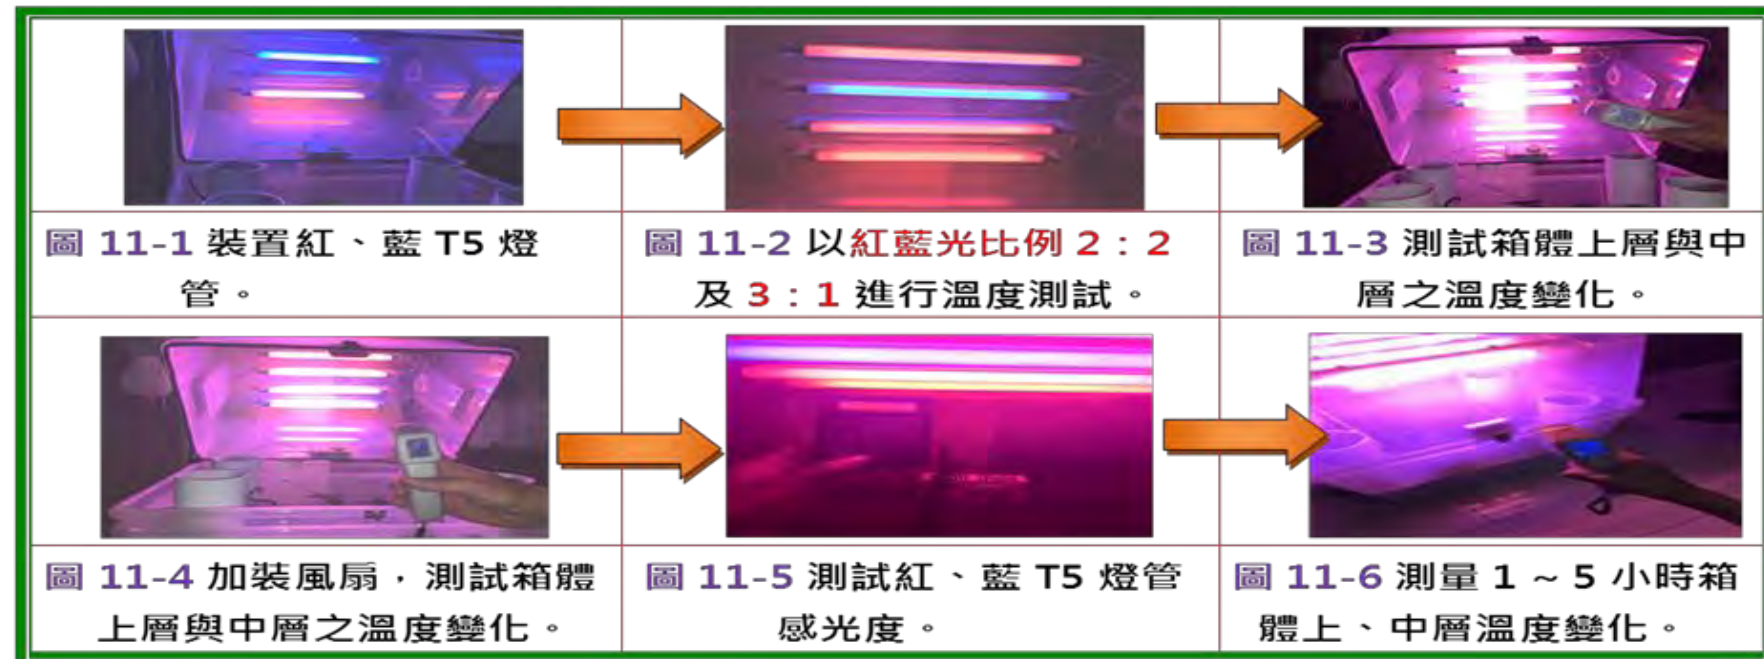 圖 11-1 裝置紅、藍 T5 燈
管。
圖 11-2 以紅藍光比例 2：2
及 3：1 進行溫度測試。
圖 11-3 測試箱體上層與中
層之溫度變化。
圖 11-4 加裝風扇，測試箱體
上層與中層之溫度變化。
圖 11-5 測試紅、藍 T5 燈管
感光度。
圖 11-6 測量 1 ~ 5 小時箱
體上、中層溫度變化。